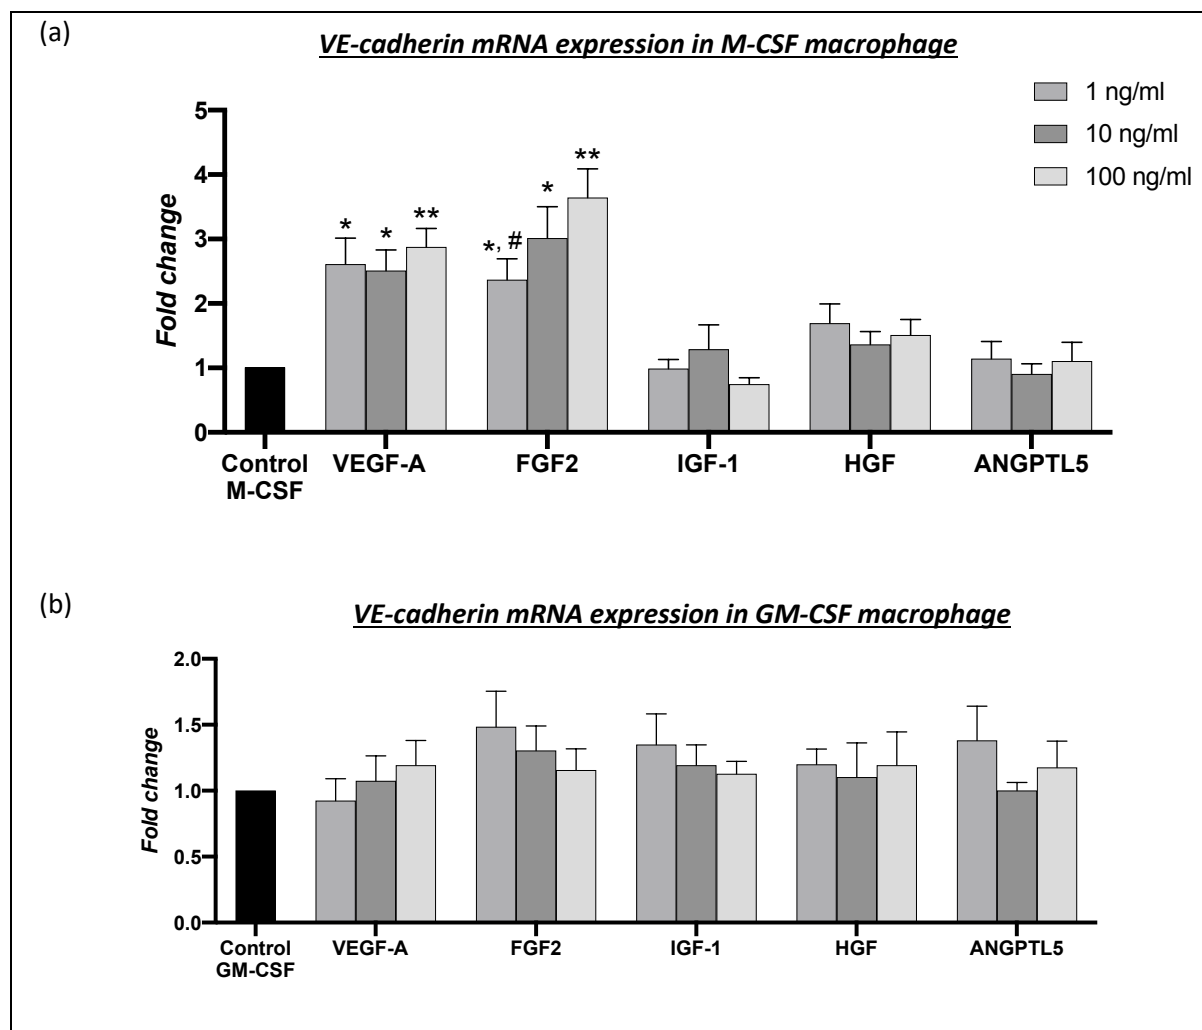 (a)
VE-cadherin mRNA expression in M-CSF macrophage
1 ng/ml
10 ng/ml
100 ng/ml
Fold change
5
4
3
2
1
0
*
*
**
*, #
*
**
Control
M-CSF
VEGF-A
FGF2
IGF-1
HGF
ANGPTL5
(b)
VE-cadherin mRNA expression in GM-CSF macrophage
Fold change
2.0
1.5
1.0
0.5
0.0
Control
GM-CSF
VEGF-A
FGF2
IGF-1
HGF
ANGPTL5